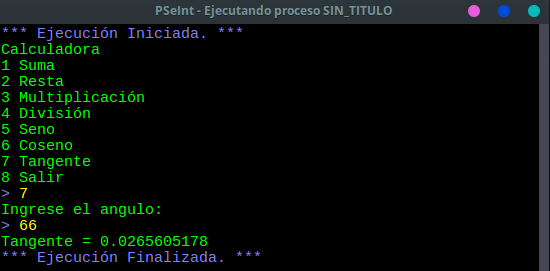 PSeInt - Ejecutando proceso SIN_TITULO
*** Ejecución Iniciada. ***
Calculadora
1 Suma
2 Resta
3 Multiplicación
4 División
5 Seno
6 Coseno
7 Tangente
8 Salir
> 7
Ingrese el angulo:
> 66
Tangente = 0.0265605178
*** Ejecución Finalizada. ***